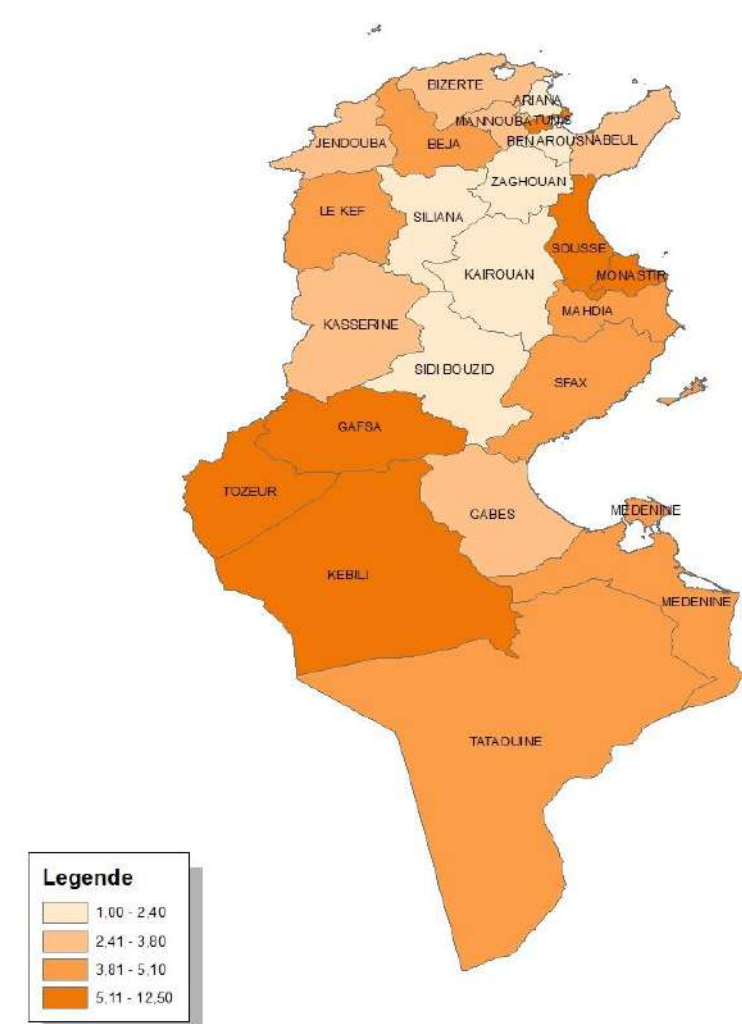 BIZERTE
ARIANA
MANNOUBA TUNIS
JENDOUBA
BEJA
BEN AROUS NABEUL
ZAGHOUAN
LE KEF
SILIANA
SOUSSE
KAIROUAN
MONASTIR
MAHDIA
KASSERINE
SIDI BOUZID
SFAX
GAFSA
TOZEUR
GABES
MEDENINE
KEBILI
MEDENINE
TATAOUINE
Legende
1,00 - 2,40
2,41 - 3,80
3,81 - 5,10
5,11 - 12,50